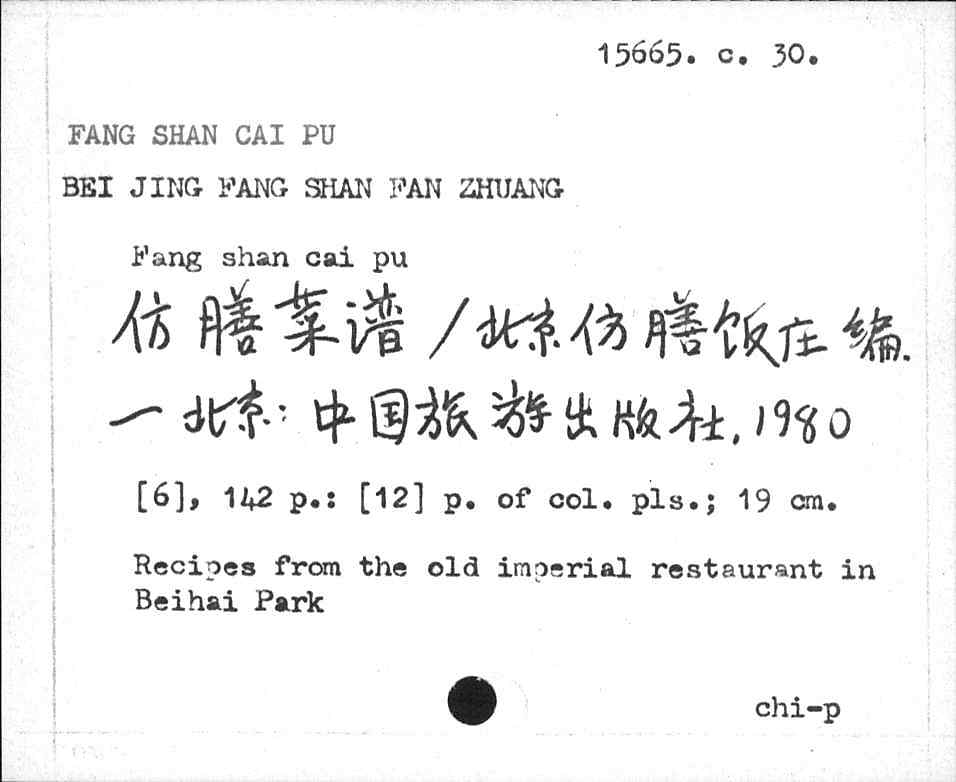 15665. c. 30.
FANG SHAN CAI PU
BEI JING FANG SHAN FAN ZHUANG
Fang shan cai pu
仿膳菜谱 / 北京仿膳饭庄编.
— 北京: 中国旅游出版社, 1980
[6], 142 p.: [12] p. of col. pls.; 19 cm.
Recipes from the old imperial restaurant in
Beihai Park
chi-p